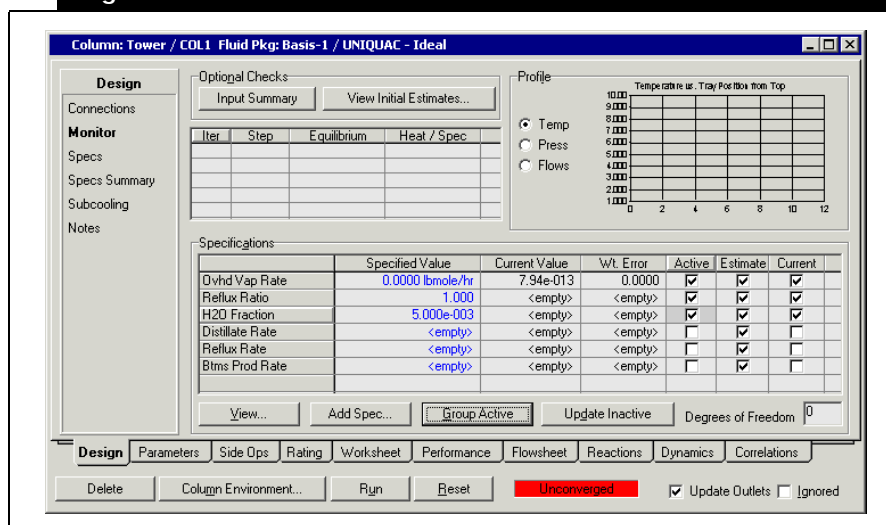 Column: Tower / COL1 Fluid Pkg: Basis-1 / UNIQUAC - Ideal
Design
Connections
Monitor
Specs
Specs Summary
Subcooling
Notes
Optional Checks
Input Summary
View Initial Estimates...
Iter Step Equilibrium Heat / Spec
Profile
Temp
Press
Flows
Temperature vs. Tray Position from Top
10.00
9.000
8.000
7.000
6.000
5.000
4.000
3.000
2.000
1.000
0 2 4 6 8 10 12
Specifications
Specified Value Current Value Wt. Error Active Estimate Current
Ovhd Vap Rate 0.0000 lbmole/hr 7.94e-013 0.0000
Reflux Ratio 1.000 <empty> <empty>
H2O Fraction 5.000e-003 <empty> <empty>
Distillate Rate <empty> <empty> <empty>
Reflux Rate <empty> <empty> <empty>
Btms Prod Rate <empty> <empty> <empty>
View... Add Spec... Group Active Update Inactive Degrees of Freedom 0
Design Parameters Side Ops Rating Worksheet Performance Flowsheet Reactions Dynamics Correlations
Delete Column Environment... Run Reset Unconverged Update Outlets Ignored